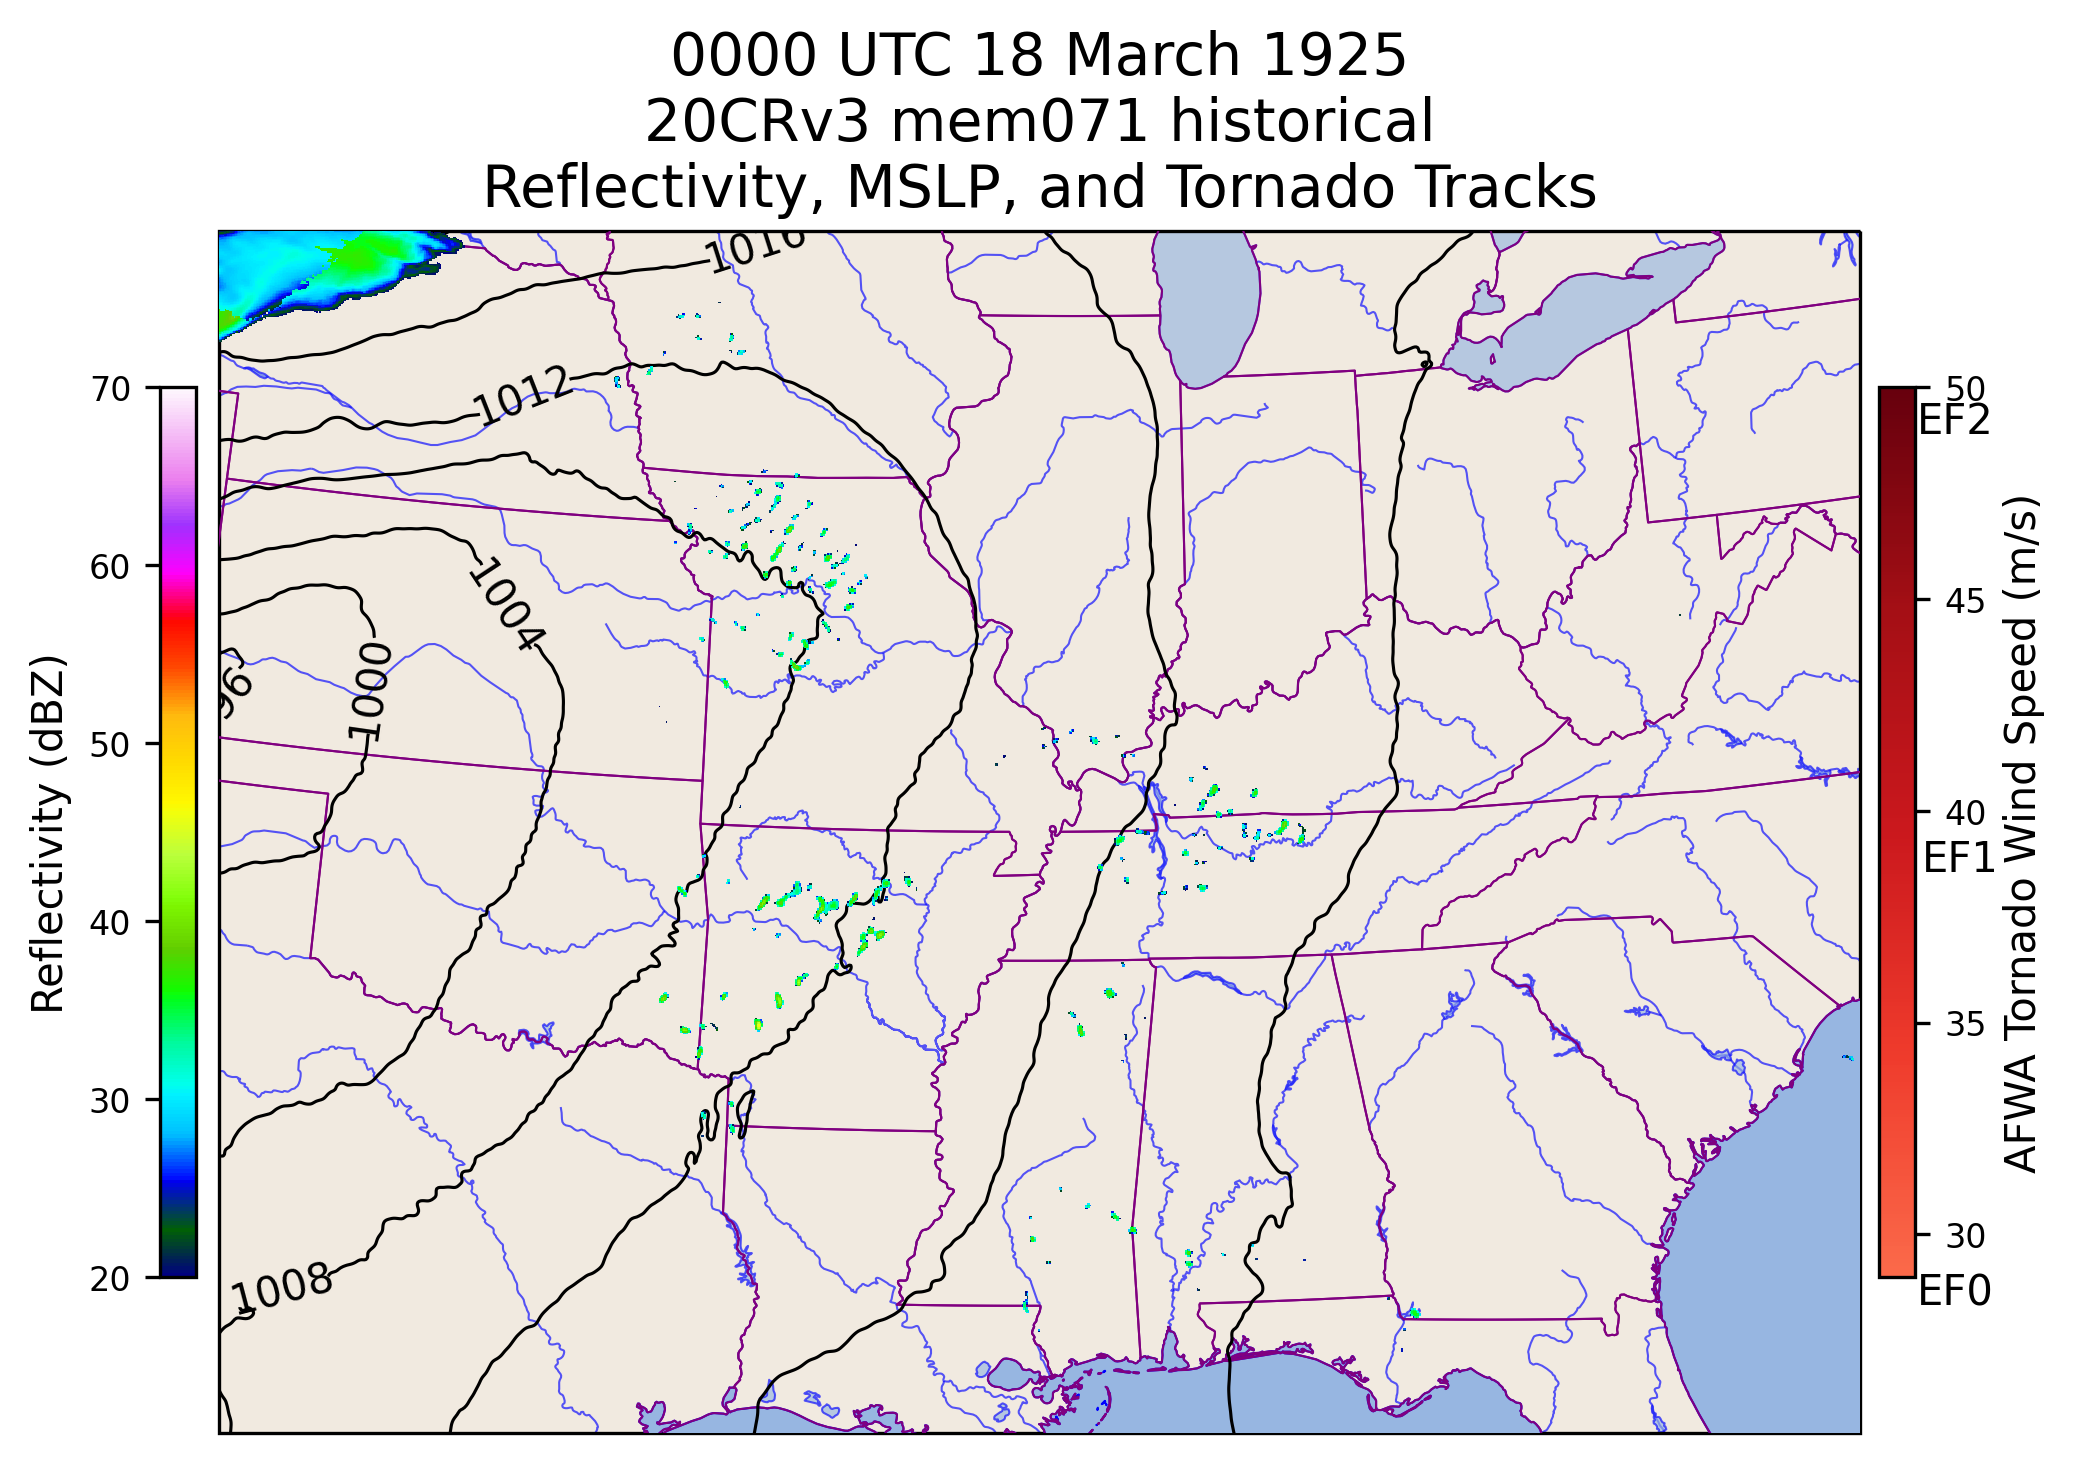 0000 UTC 18 March 1925
20CRv3 mem071 historical
Reflectivity, MSLP, and Tornado Tracks
1016
1012
1004
1000
96
1008
70
60
50
40
30
20
Reflectivity (dBZ)
50
EF2
45
40
EF1
35
30
EF0
AFWA Tornado Wind Speed (m/s)